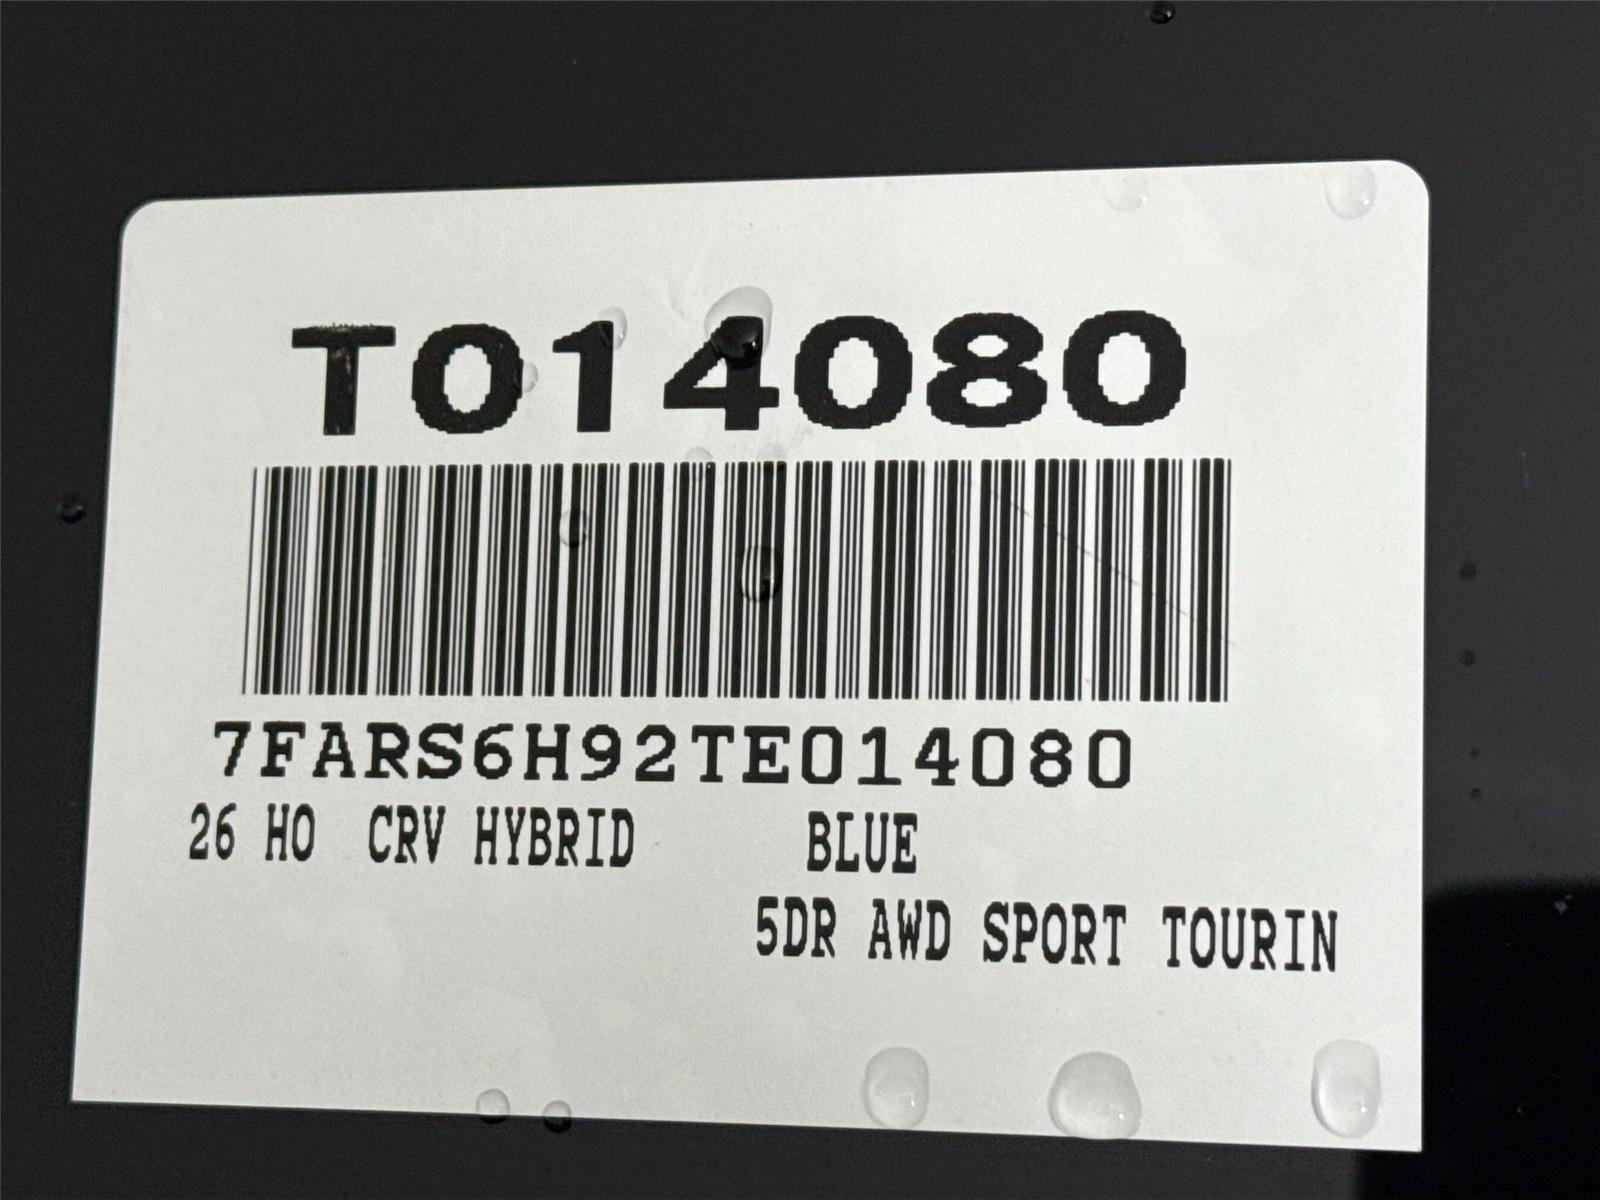 T014080
7FARS6H92TE014080
26 HO CRV HYBRID BLUE
5DR AWD SPORT TOURIN